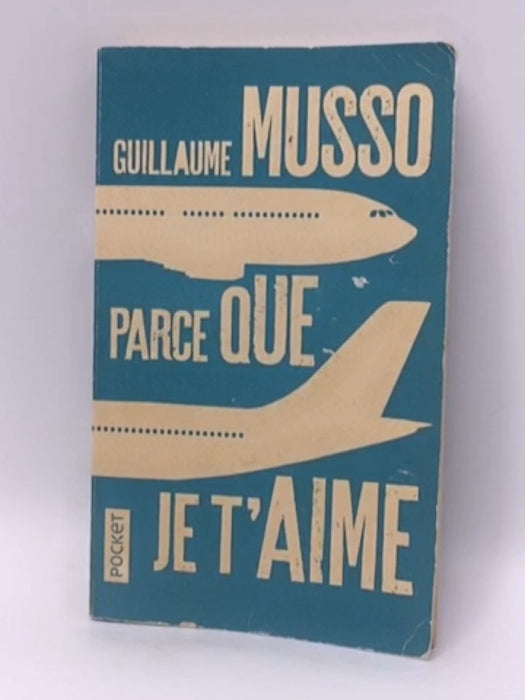 GUILLAUME MUSSO
PARCE QUE
JE T'AIME
POCKET